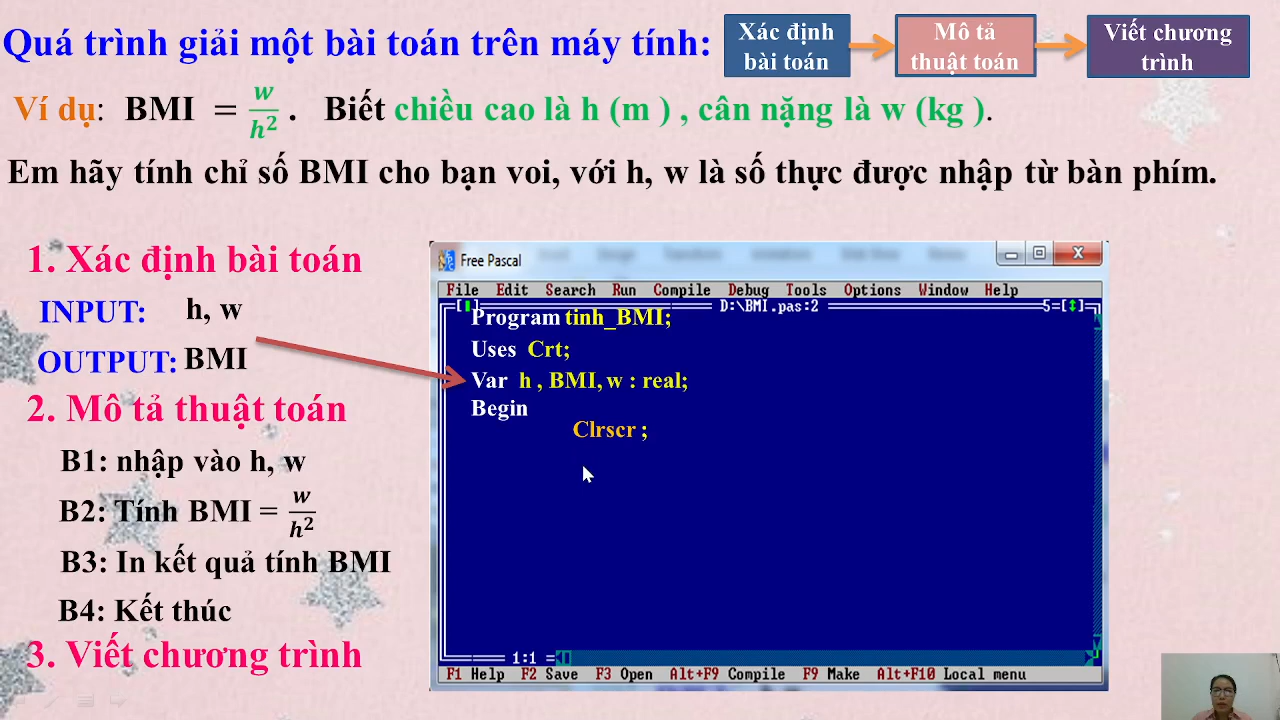 Quá trình giải một bài toán trên máy tính:
Xác định bài toán
Mô tả thuật toán
Viết chương trình
Ví dụ: BMI = w/h². Biết chiều cao là h (m ) , cân nặng là w (kg ).
Em hãy tính chỉ số BMI cho bạn voi, với h, w là số thực được nhập từ bàn phím.
1. Xác định bài toán
INPUT: h, w
OUTPUT: BMI
2. Mô tả thuật toán
B1: nhập vào h, w
B2: Tính BMI = w/h²
B3: In kết quả tính BMI
B4: Kết thúc
3. Viết chương trình
Free Pascal
File Edit Search Run Compile Debug Tools Options Window Help
D:\BMI.pas:2 5=[↕]
Program tinh_BMI;
Uses Crt;
Var h , BMI, w : real;
Begin
Clrscr ;
1:1
F1 Help F2 Save F3 Open Alt+F9 Compile F9 Make Alt+F10 Local menu